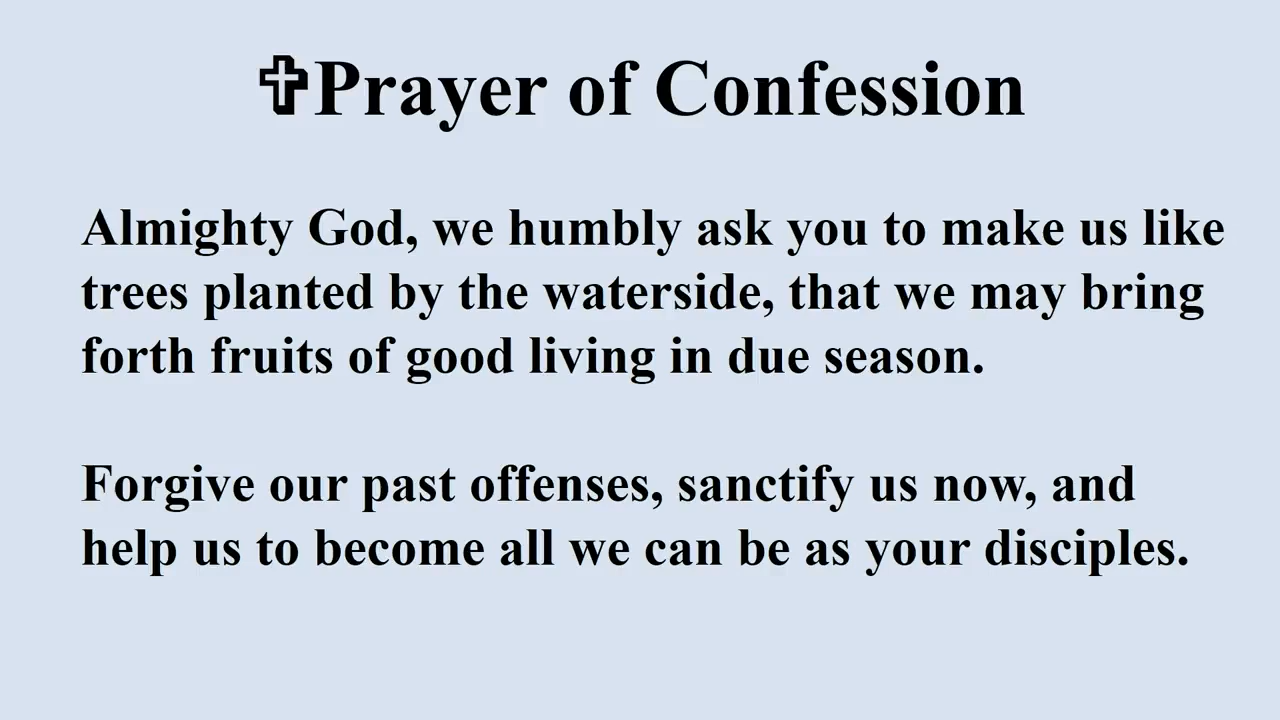 ✞Prayer of Confession
Almighty God, we humbly ask you to make us like
trees planted by the waterside, that we may bring
forth fruits of good living in due season.
Forgive our past offenses, sanctify us now, and
help us to become all we can be as your disciples.